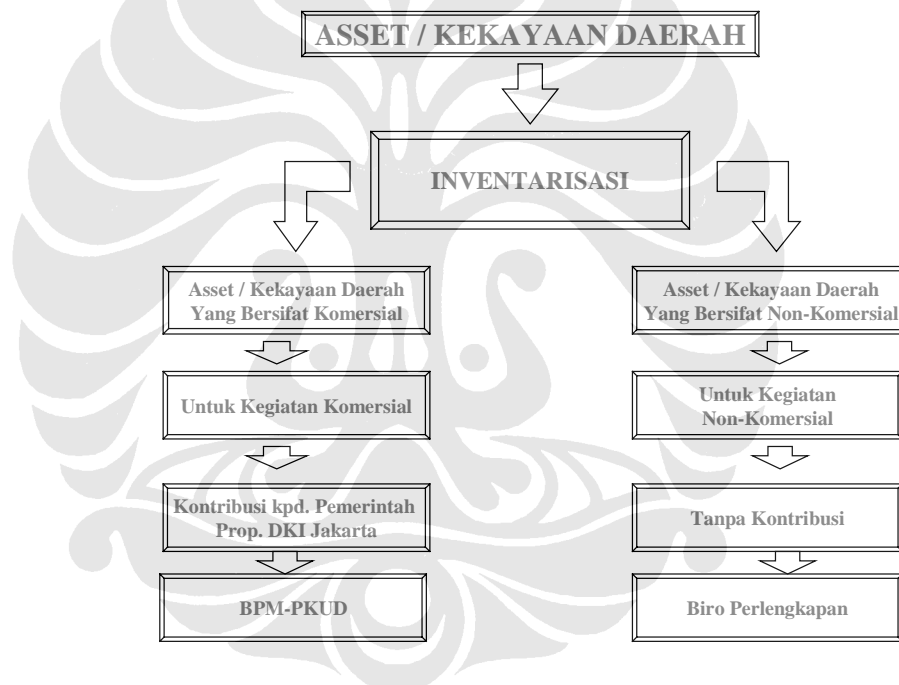 ASSET / KEKAYAAN DAERAH
INVENTARISASI
Asset / Kekayaan Daerah
Yang Bersifat Komersial
Asset / Kekayaan Daerah
Yang Bersifat Non-Komersial
Untuk Kegiatan Komersial
Untuk Kegiatan
Non-Komersial
Kontribusi kpd. Pemerintah
Prop. DKI Jakarta
Tanpa Kontribusi
BPM-PKUD
Biro Perlengkapan